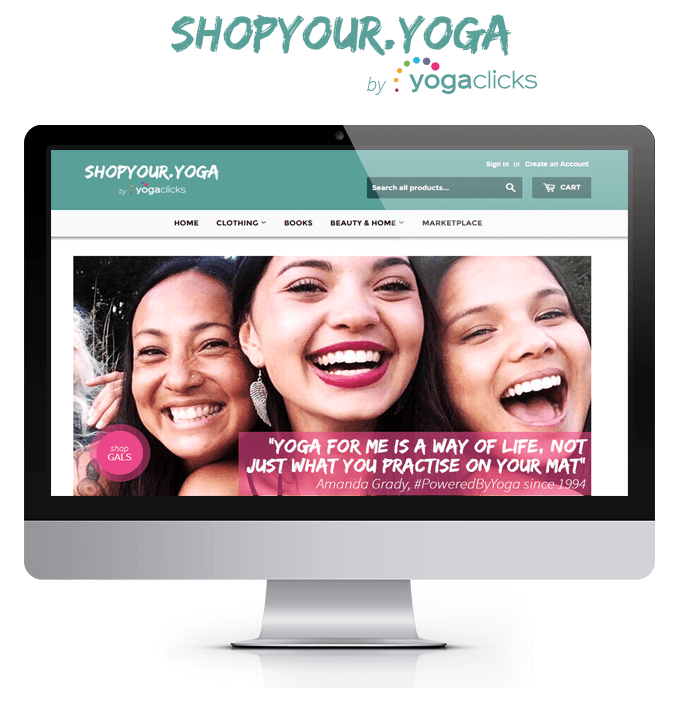 SHOPYOUR.YOGA
by yogaclicks
SHOPYOUR.YOGA
by yogaclicks
Sign in or Create an Account
Search all products...
CART
HOME CLOTHING BOOKS BEAUTY & HOME MARKETPLACE
shop
GALS
"YOGA FOR ME IS A WAY OF LIFE, NOT
JUST WHAT YOU PRACTISE ON YOUR MAT"
Amanda Grady, #PoweredByYoga since 1994